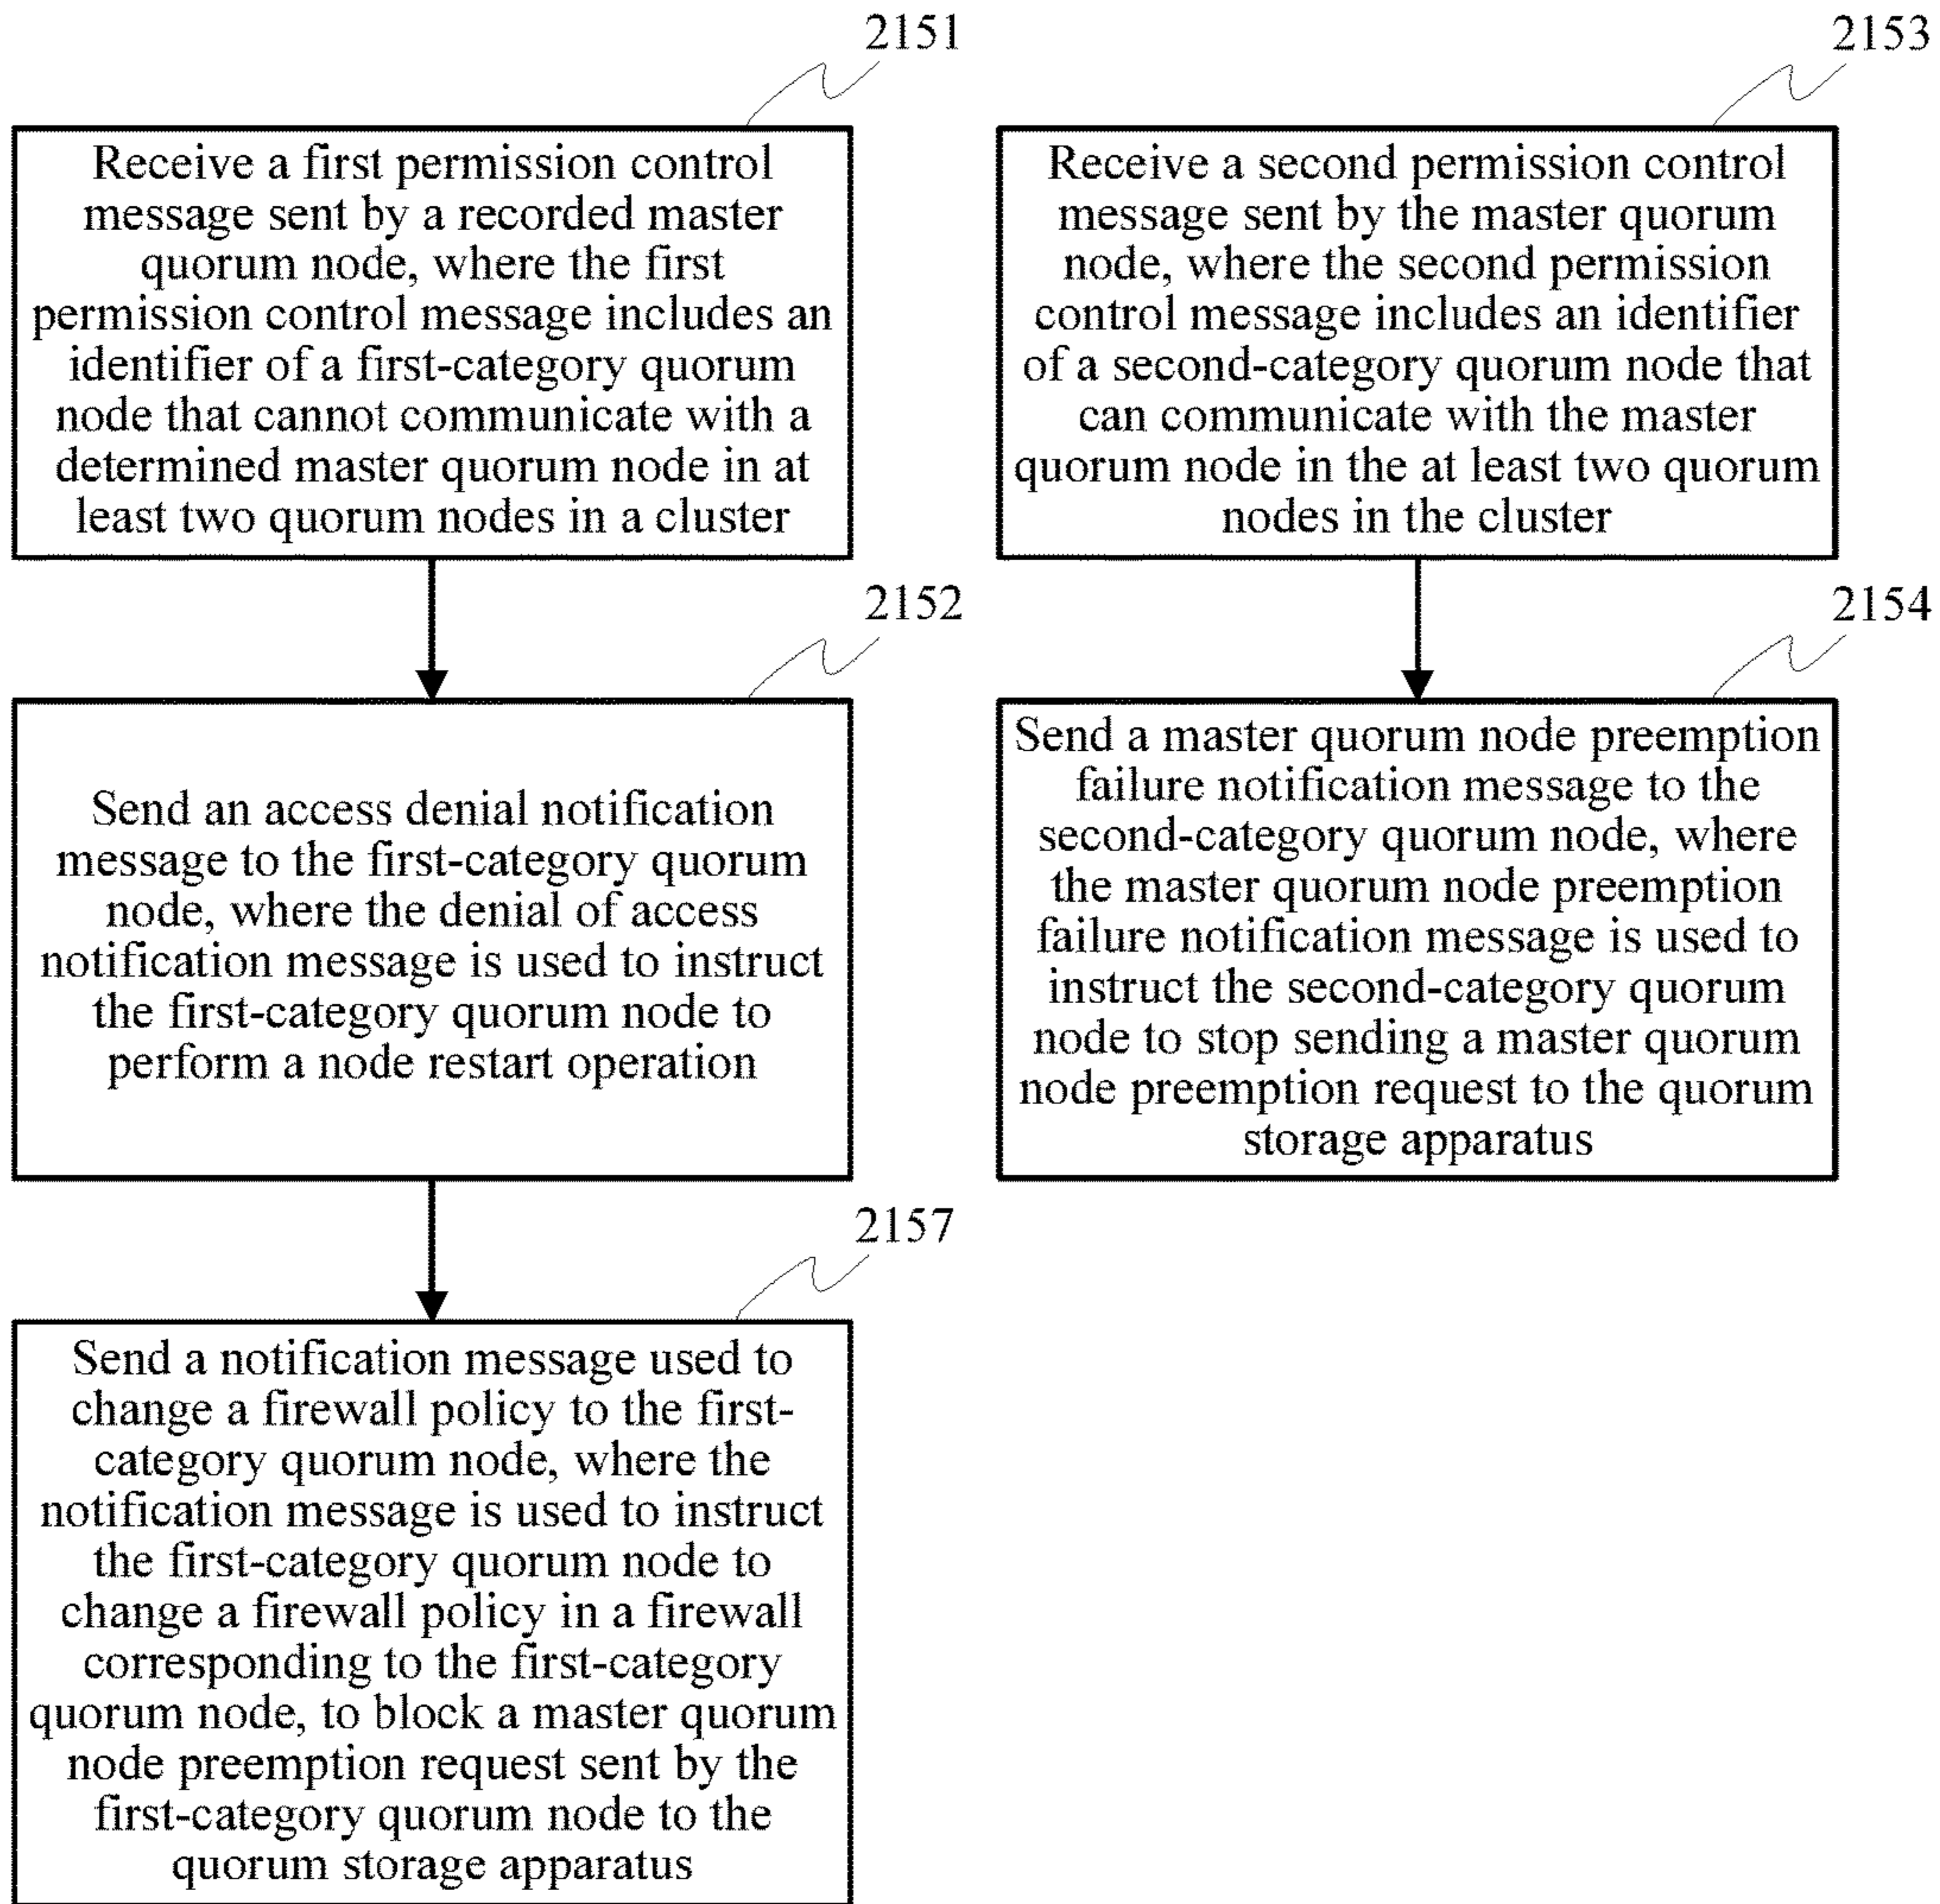 2151
Receive a first permission control
message sent by a recorded master
quorum node, where the first
permission control message includes an
identifier of a first-category quorum
node that cannot communicate with a
determined master quorum node in at
least two quorum nodes in a cluster
2152
Send an access denial notification
message to the first-category quorum
node, where the denial of access
notification message is used to instruct
the first-category quorum node to
perform a node restart operation
2157
Send a notification message used to
change a firewall policy to the first-
category quorum node, where the
notification message is used to instruct
the first-category quorum node to
change a firewall policy in a firewall
corresponding to the first-category
quorum node, to block a master quorum
node preemption request sent by the
first-category quorum node to the
quorum storage apparatus
2153
Receive a second permission control
message sent by the master quorum
node, where the second permission
control message includes an identifier
of a second-category quorum node that
can communicate with the master
quorum node in the at least two quorum
nodes in the cluster
2154
Send a master quorum node preemption
failure notification message to the
second-category quorum node, where
the master quorum node preemption
failure notification message is used to
instruct the second-category quorum
node to stop sending a master quorum
node preemption request to the quorum
storage apparatus